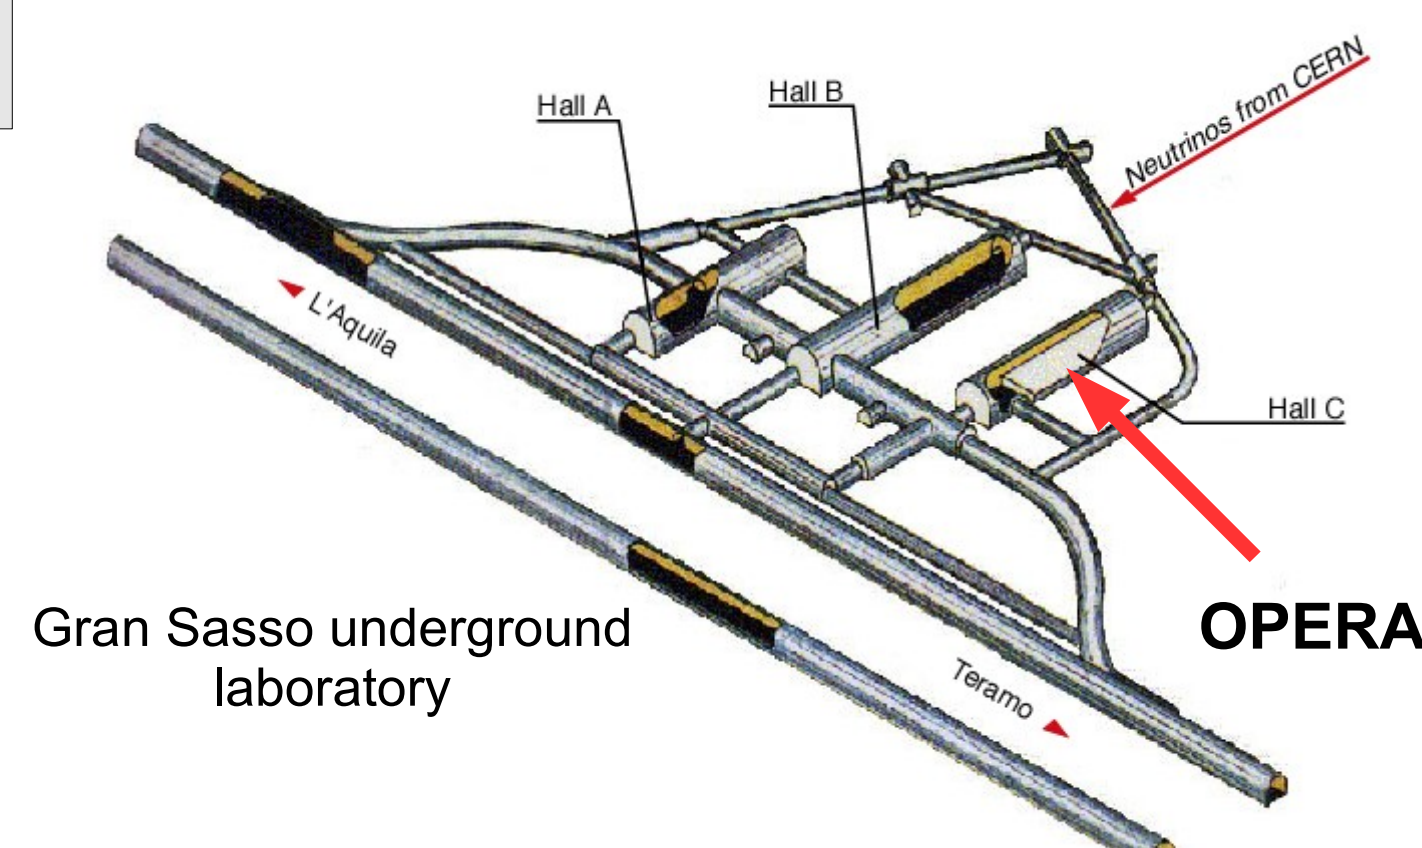 Neutrinos from CERN
Hall A
Hall B
L'Aquila
Hall C
Gran Sasso underground
laboratory
OPERA
Teramo